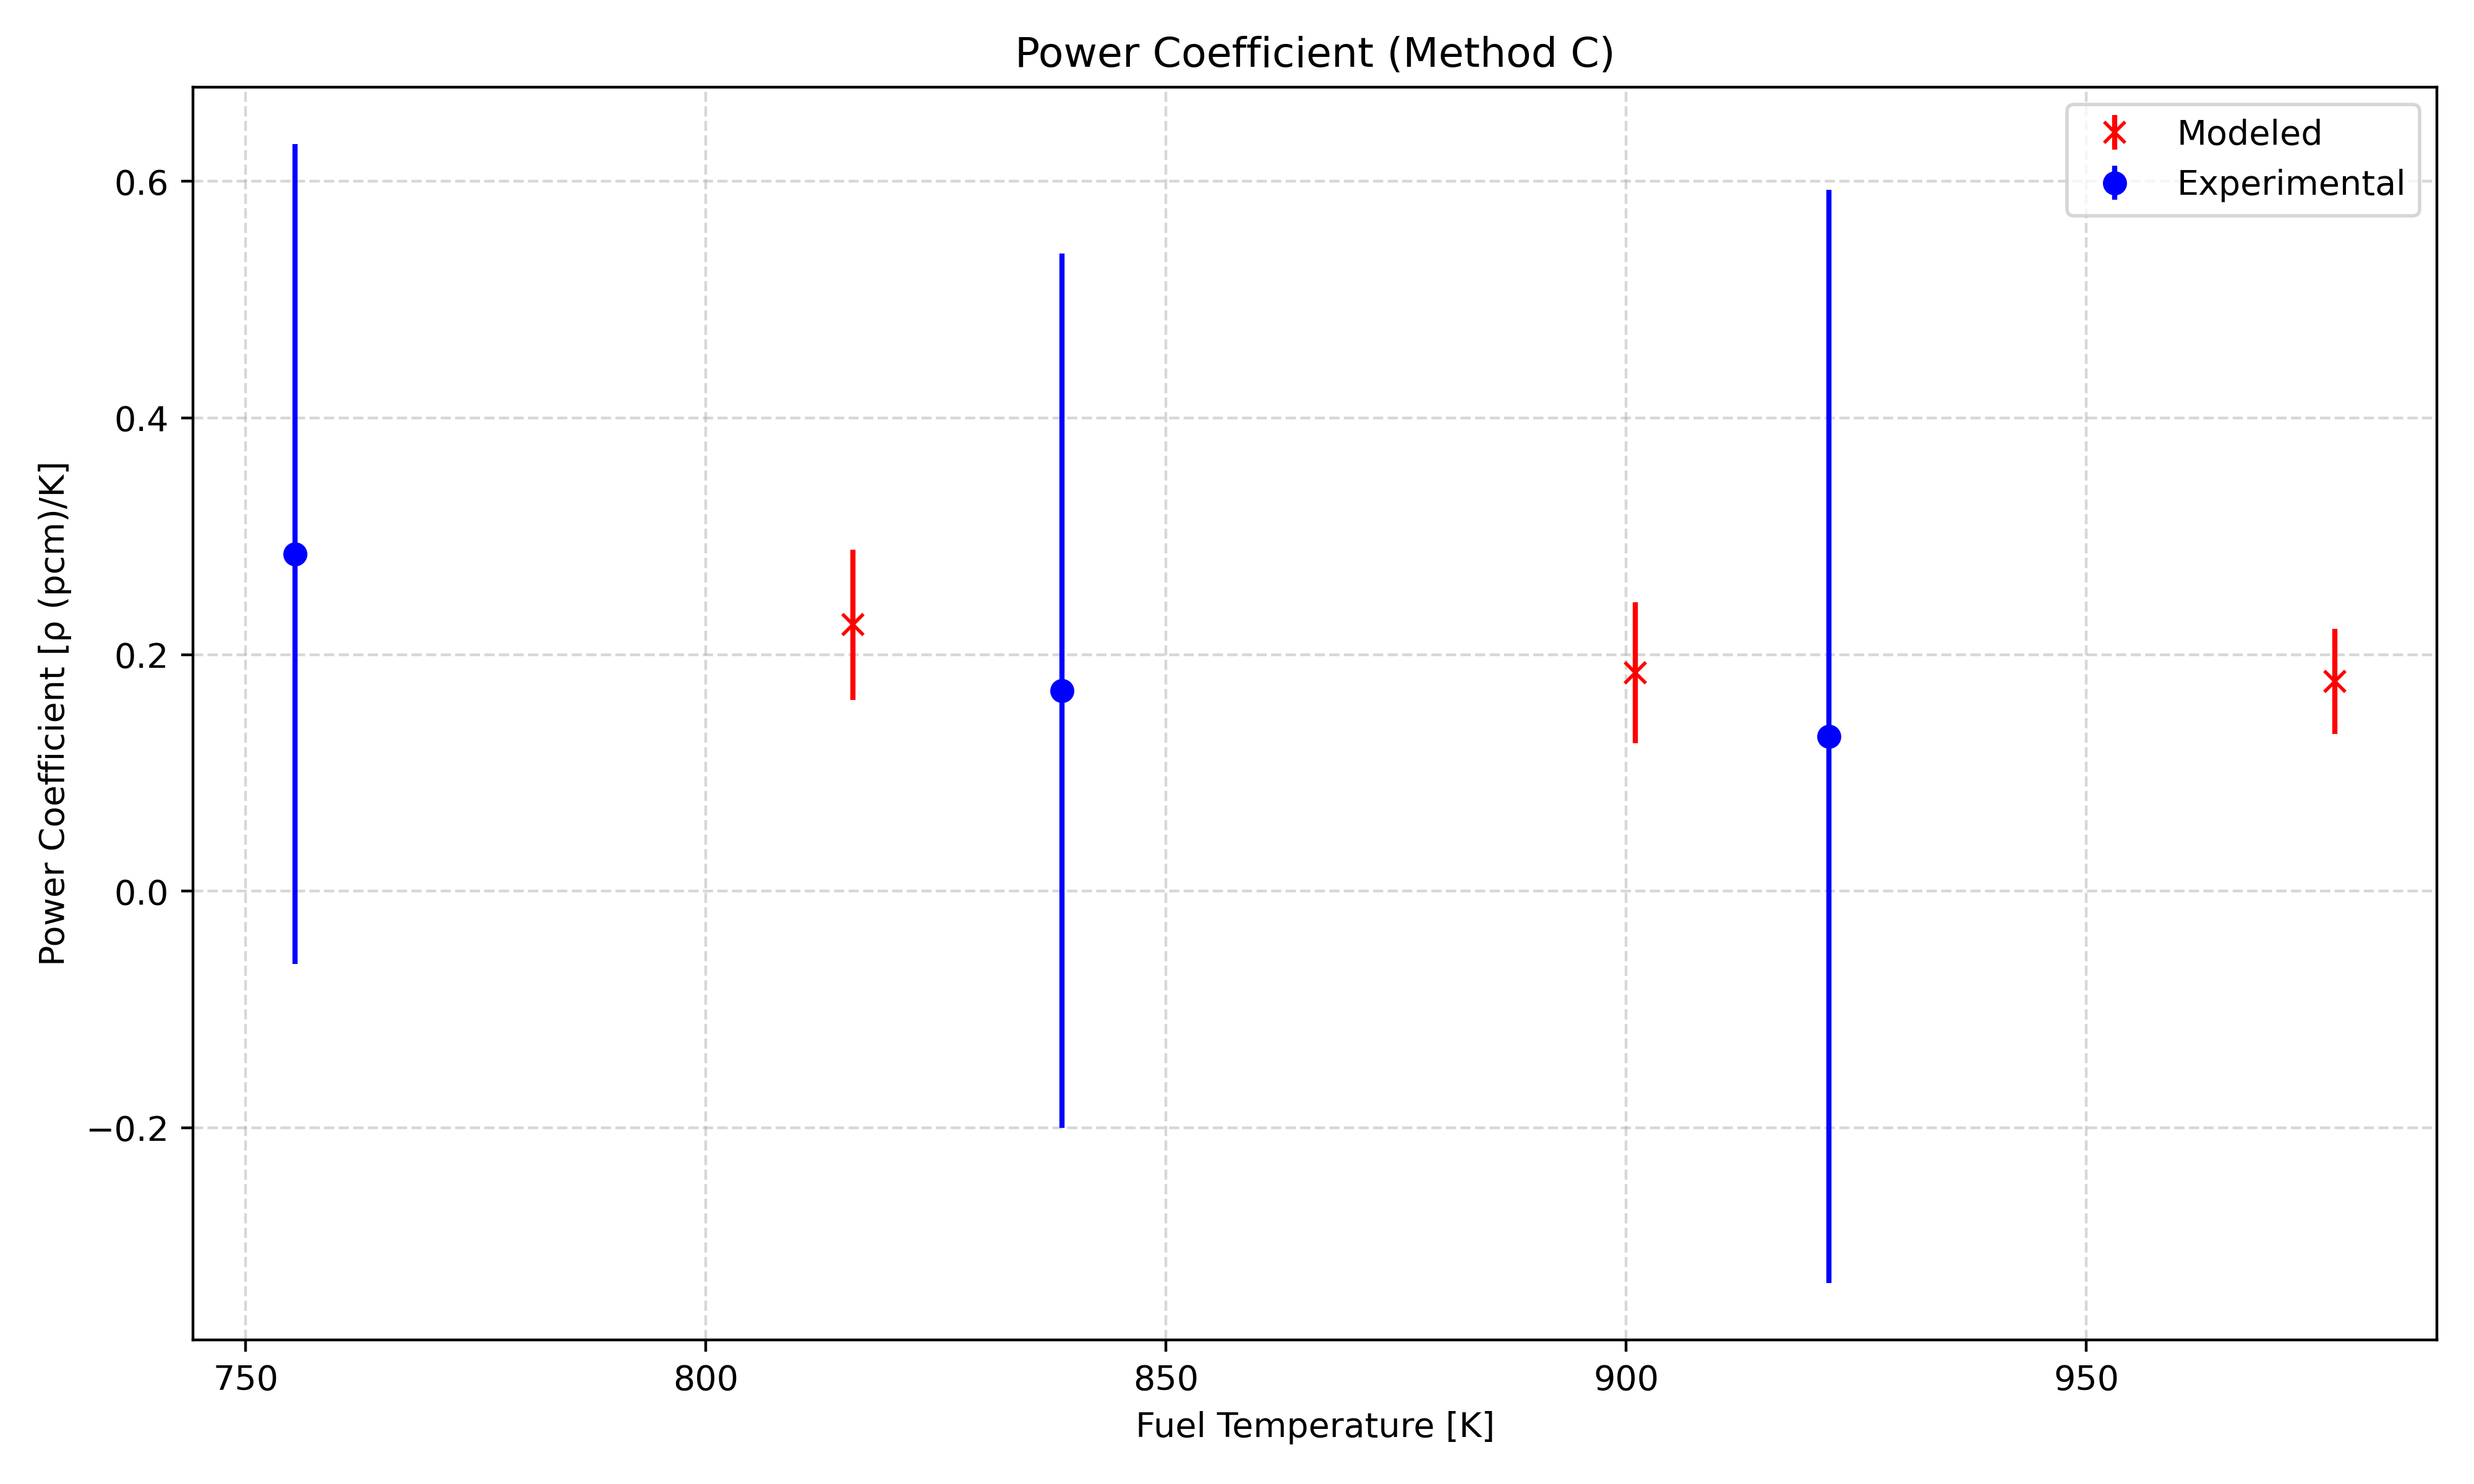 Power Coefficient (Method C)
Modeled
Experimental
0.6
0.4
0.2
0.0
−0.2
Power Coefficient [p (pcm)/K]
750 800 850 900 950
Fuel Temperature [K]